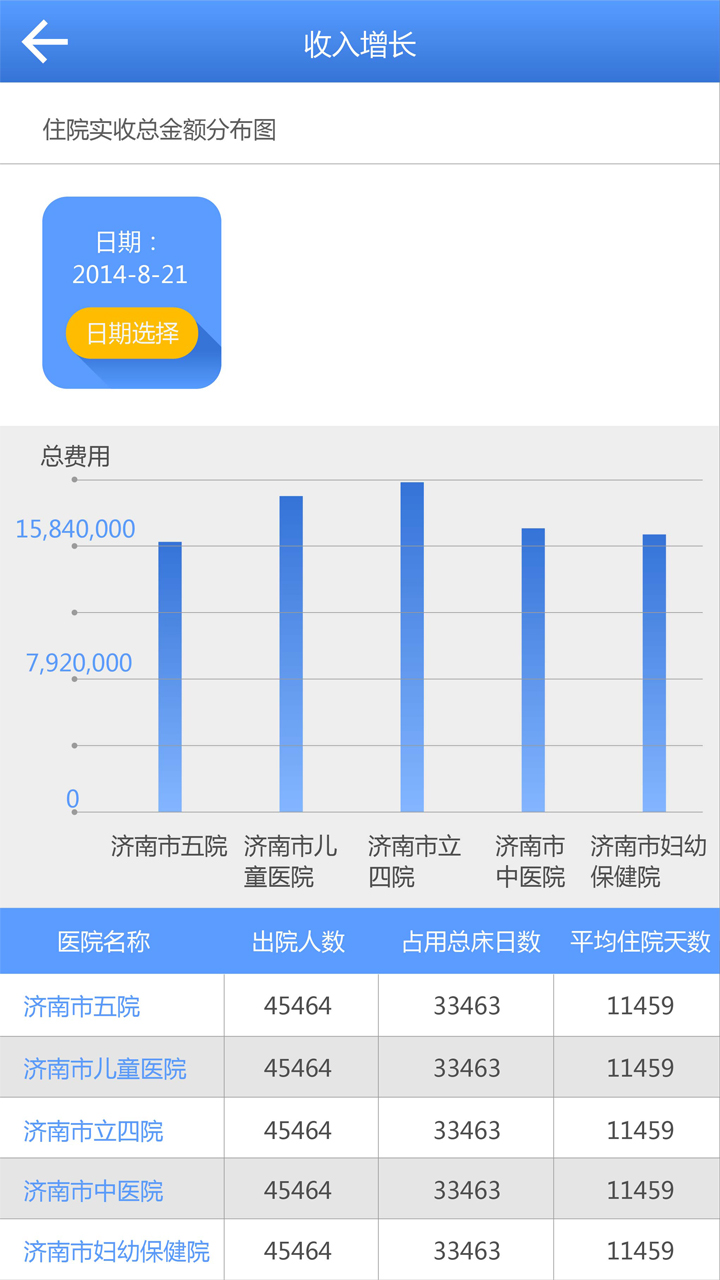 收入增长
住院实收总金额分布图
日期：
2014-8-21
日期选择
总费用
15,840,000
7,920,000
0
济南市五院 济南市儿 济南市立 济南市 济南市妇幼
童医院 四院 中医院 保健院
医院名称 出院人数 占用总床日数 平均住院天数
济南市五院 45464 33463 11459
济南市儿童医院 45464 33463 11459
济南市立四院 45464 33463 11459
济南市中医院 45464 33463 11459
济南市妇幼保健院 45464 33463 11459